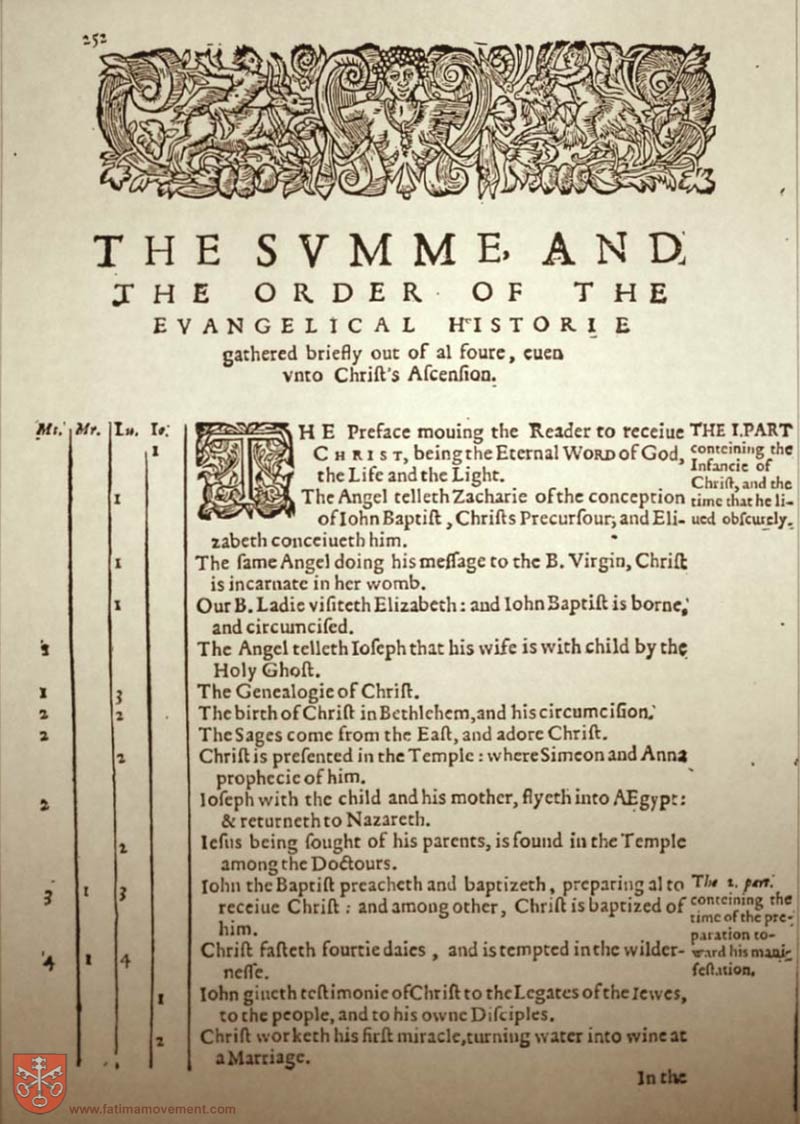 252
THE SVMME, AND
THE ORDER OF THE
EVANGELICAL HISTORIE
gathered briefly out of al foure, euen
vnto Chriſt's Aſcenſion.
Mt. Mr. Lu. Io.
1 THE Preface mouing the Reader to receiue THE I.PART
CHRIST, being the Eternal WORD of God, conteining the
the Life and the Light. Infancie of
Chriſt, and the
1 The Angel telleth Zacharie of the conception time that he li-
of Iohn Baptiſt, Chriſts Precurſour; and Eli- ued obſcurely.
zabeth conceiueth him.
1 The ſame Angel doing his meſſage to the B. Virgin, Chriſt
is incarnate in her womb.
1 Our B. Ladie viſiteth Elizabeth: and Iohn Baptiſt is borne,
and circumciſed.
1 The Angel telleth Ioſeph that his wife is with child by the
Holy Ghoſt.
1 3 The Genealogie of Chriſt.
2 2 The birth of Chriſt in Bethlehem, and his circumciſion.
2 The Sages come from the Eaſt, and adore Chriſt.
2 Chriſt is preſented in the Temple: where Simeon and Anna
prophecie of him.
2 Ioſeph with the child and his mother, flyeth into AEgypt:
& returneth to Nazareth.
2 Ieſus being ſought of his parents, is found in the Temple
among the Doctours.
3 1 3 Iohn the Baptiſt preacheth and baptizeth, preparing al to The 2. part.
receiue Chriſt: and among other, Chriſt is baptized of conteining the
him. time of the pre-
paration to-
4 1 4 Chriſt faſteth fourtie daies, and is tempted in the wilder- ward his mani-
neſſe. feſtation.
1 Iohn giueth teſtimonie of Chriſt to the Legates of the Iewes,
to the people, and to his owne Diſciples.
2 Chriſt worketh his firſt miracle, turning water into wine at
a Marriage.
In the
www.fatimamovement.com